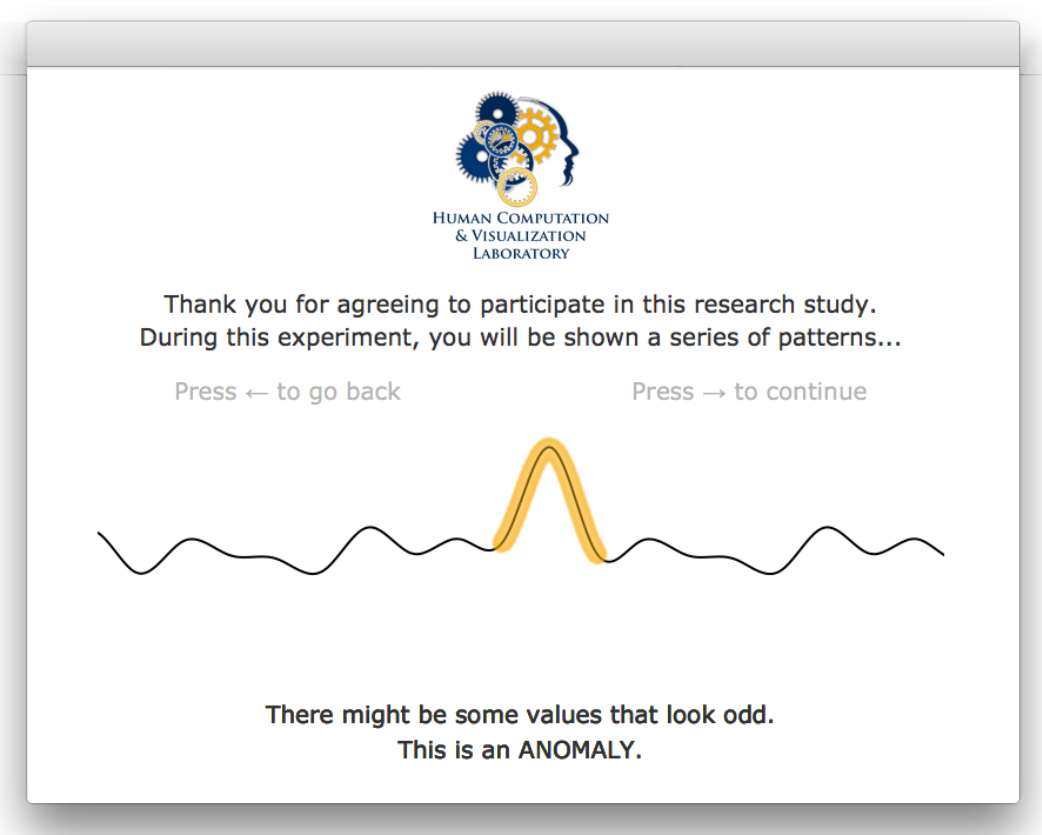 HUMAN COMPUTATION
& VISUALIZATION
LABORATORY
Thank you for agreeing to participate in this research study.
During this experiment, you will be shown a series of patterns...
Press ← to go back
Press → to continue
There might be some values that look odd.
This is an ANOMALY.